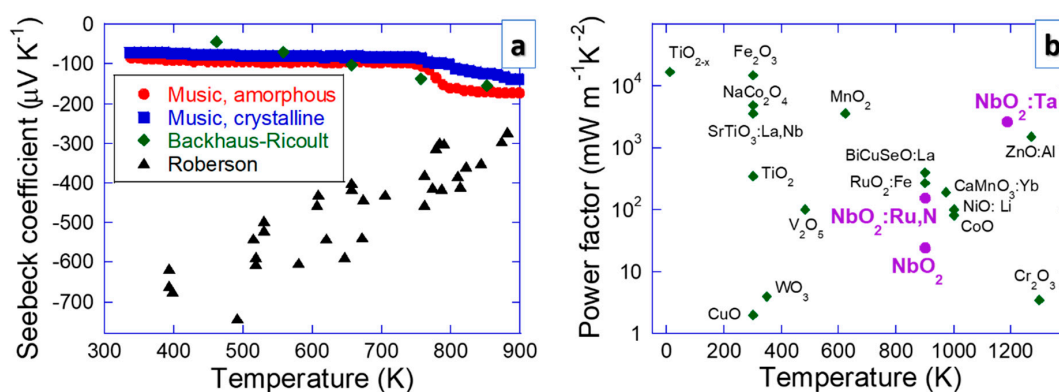 a
0
-100
-200
-300
-400
-500
-600
-700
Seebeck coefficient (μV K⁻¹)
Music, amorphous
Music, crystalline
Backhaus-Ricoult
Roberson
300 400 500 600 700 800 900
Temperature (K)
b
10⁴
10³
10²
10
1
Power factor (mW m⁻¹K⁻²)
TiO₂₋ₓ
Fe₂O₃
NaCo₂O₄
SrTiO₃:La,Nb
MnO₂
NbO₂:Ta
ZnO:Al
BiCuSeO:La
TiO₂
RuO₂:Fe
CaMnO₃:Yb
V₂O₅
NbO₂:Ru,N
NiO: Li
CoO
NbO₂
WO₃
CuO
Cr₂O₃
0 200 400 600 800 1000 1200
Temperature (K)